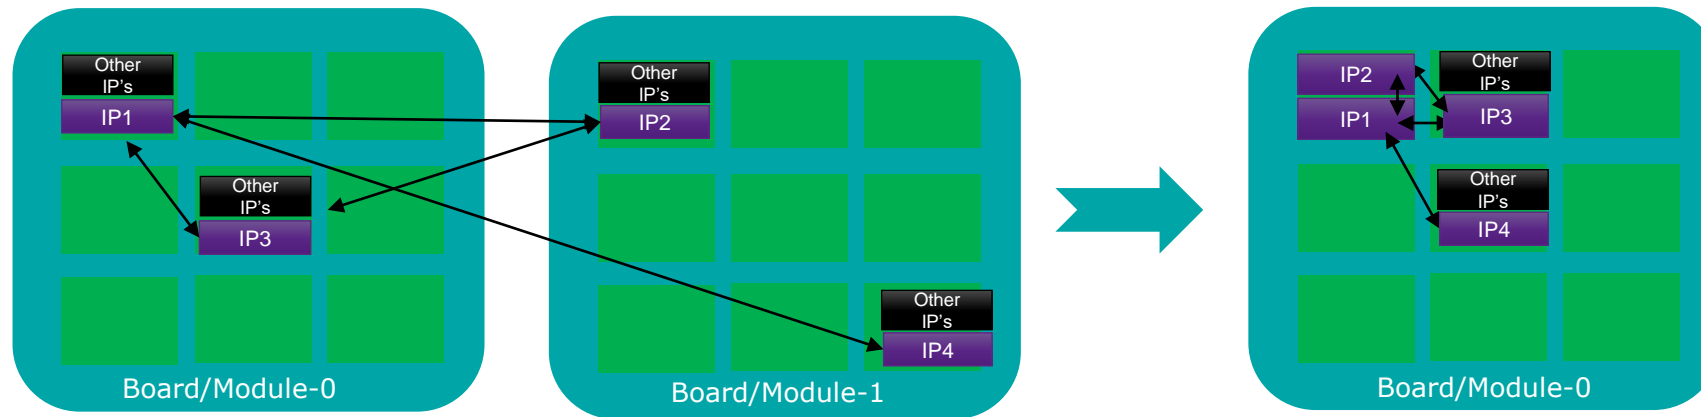 Other
IP's
IP1
Other
IP's
IP3
Board/Module-0
Other
IP's
IP2
Other
IP's
IP4
Board/Module-1
IP2
IP1
Other
IP's
IP3
Other
IP's
IP4
Board/Module-0